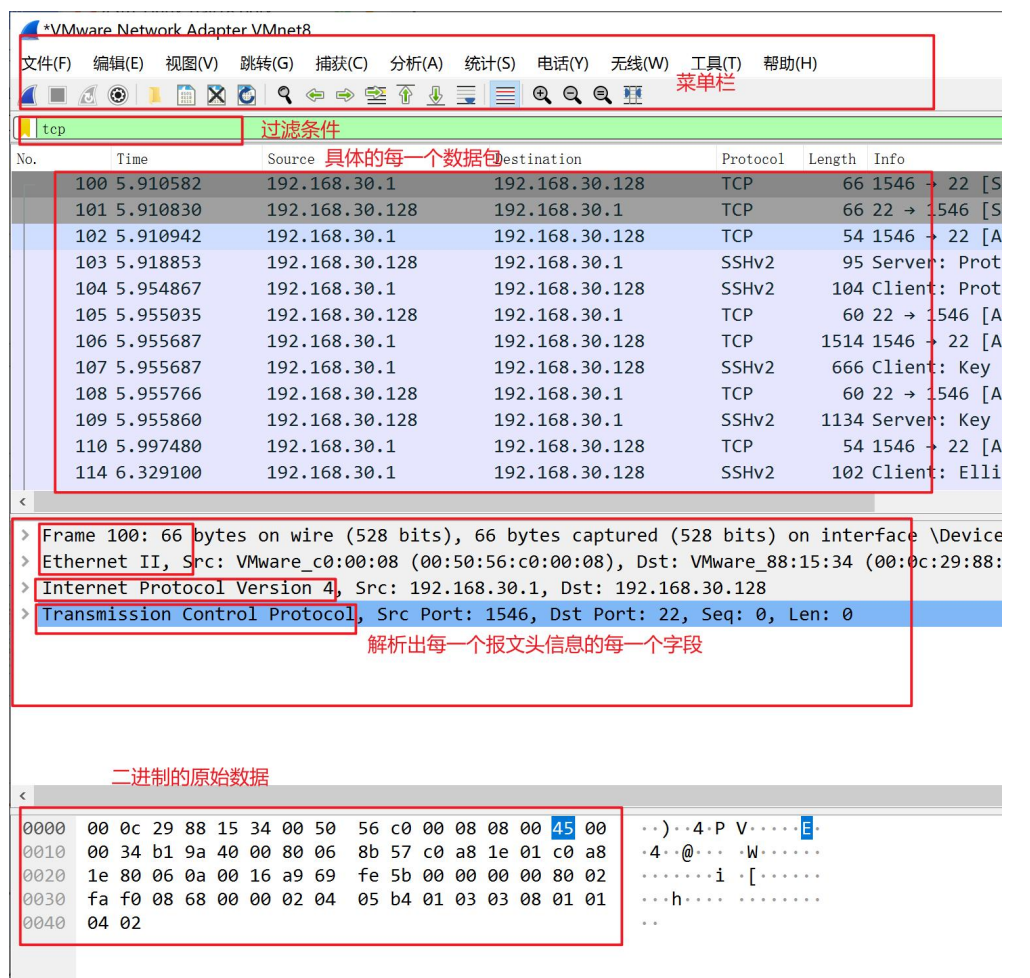 *VMware Network Adapter VMnet8
文件(F) 编辑(E) 视图(V) 跳转(G) 捕获(C) 分析(A) 统计(S) 电话(Y) 无线(W) 工具(T) 帮助(H)
菜单栏
tcp 过滤条件
具体的每一个数据包
No. Time Source Destination Protocol Length Info
100 5.910582 192.168.30.1 192.168.30.128 TCP 66 1546 → 22 [S
101 5.910830 192.168.30.128 192.168.30.1 TCP 66 22 → 1546 [S
102 5.910942 192.168.30.1 192.168.30.128 TCP 54 1546 → 22 [A
103 5.918853 192.168.30.128 192.168.30.1 SSHv2 95 Server: Prot
104 5.954867 192.168.30.1 192.168.30.128 SSHv2 104 Client: Prot
105 5.955035 192.168.30.128 192.168.30.1 TCP 60 22 → 1546 [A
106 5.955687 192.168.30.1 192.168.30.128 TCP 1514 1546 → 22 [A
107 5.955687 192.168.30.1 192.168.30.128 SSHv2 666 Client: Key
108 5.955766 192.168.30.128 192.168.30.1 TCP 60 22 → 1546 [A
109 5.955860 192.168.30.128 192.168.30.1 SSHv2 1134 Server: Key
110 5.997480 192.168.30.1 192.168.30.128 TCP 54 1546 → 22 [A
114 6.329100 192.168.30.1 192.168.30.128 SSHv2 102 Client: Elli
Frame 100: 66 bytes on wire (528 bits), 66 bytes captured (528 bits) on interface \Device
Ethernet II, Src: VMware_c0:00:08 (00:50:56:c0:00:08), Dst: VMware_88:15:34 (00:0c:29:88:
Internet Protocol Version 4, Src: 192.168.30.1, Dst: 192.168.30.128
Transmission Control Protocol, Src Port: 1546, Dst Port: 22, Seq: 0, Len: 0
解析出每一个报文头信息的每一个字段
二进制的原始数据
0000 00 0c 29 88 15 34 00 50 56 c0 00 08 08 00 45 00 ··)··4·P V·····E·
0010 00 34 b1 9a 40 00 80 06 8b 57 c0 a8 1e 01 c0 a8 ·4··@··· ·W······
0020 1e 80 06 0a 00 16 a9 69 fe 5b 00 00 00 00 80 02 ·······i ·[······
0030 fa f0 08 68 00 00 02 04 05 b4 01 03 03 08 01 01 ···h···· ········
0040 04 02 ··